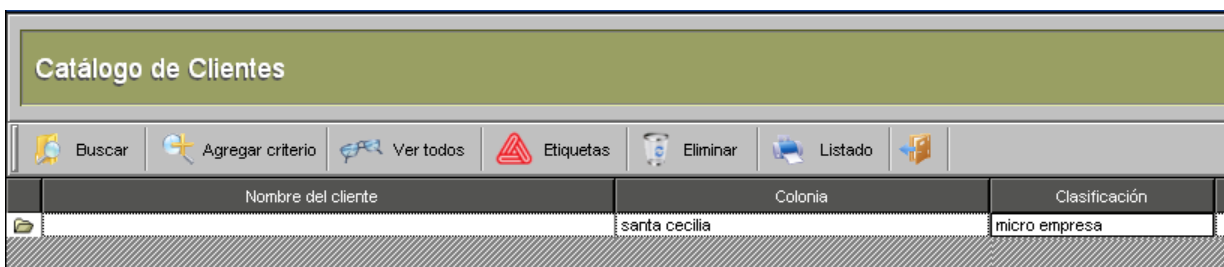 Catálogo de Clientes
Buscar Agregar criterio Ver todos Etiquetas Eliminar Listado
Nombre del cliente Colonia Clasificación
santa cecilia micro empresa